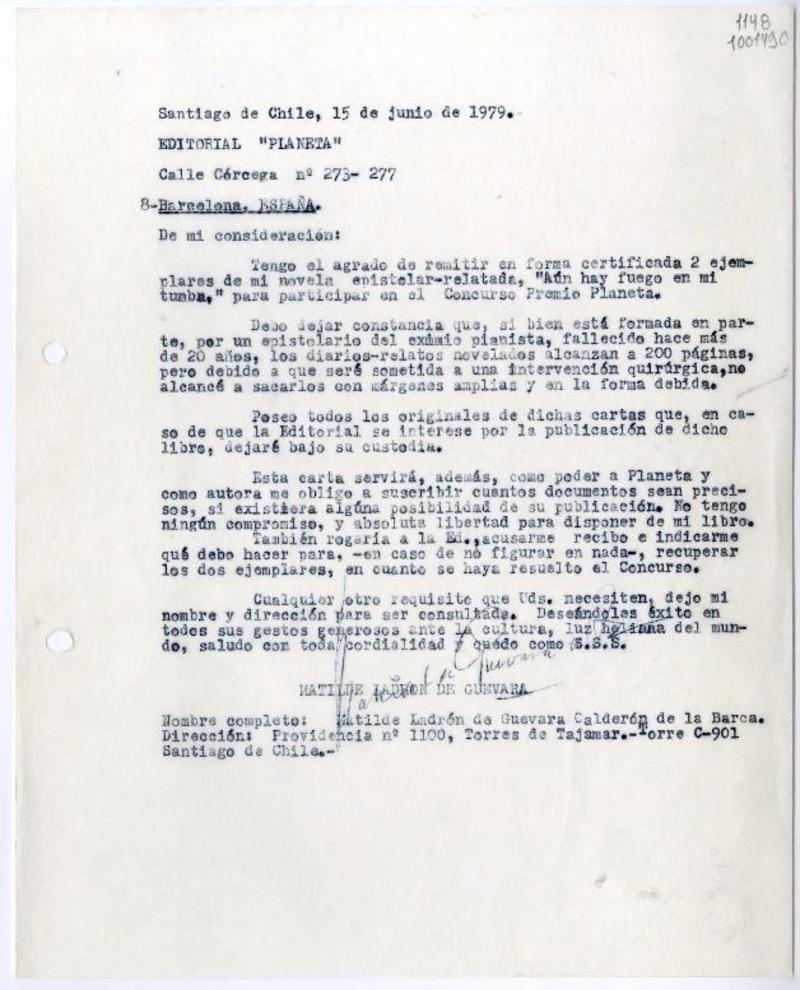 1148
1001490
Santiago de Chile, 15 de junio de 1979.
EDITORIAL "PLANETA"
Calle Córcega nº 273- 277
8-Barcelona. ESPAÑA.
De mi consideración:
Tengo el agrado de remitir en forma certificada 2 ejem-
plares de mi novela epistolar-relatada, "Aún hay fuego en mi
tumba," para participar en el Concurso Premio Planeta.
Debo dejar constancia que, si bien está formada en par-
te, por un epistolario del exímio pianista, fallecido hace más
de 20 años, los diarios-relatos novelados alcanzan a 200 páginas,
pero debido a que seré sometida a una intervención quirúrgica,no
alcancé a sacarlos con márgenes amplias y en la forma debida.
Poseo todos los originales de dichas cartas que, en ca-
so de que la Editorial se interese por la publicación de dicho
libro, dejaré bajo su custodia.
Esta carta servirá, además, como poder a Planeta y
como autora me obligo a suscribir cuantos documentos sean preci-
sos, si existiera algúna posibilidad de su publicación. No tengo
ningún compromiso, y absoluta libertad para disponer de mi libro.
También rogaría a la Ed.,acusarme recibo e indicarme
qué debo hacer para, -en caso de no figurar en nada-, recuperar
los dos ejemplares, en cuanto se haya resuelto el Concurso.
Cualquier otro requisito que Uds. necesiten, dejo mi
nombre y dirección para ser consultada. Deseándoles éxito en
todos sus gestos generosos ante la cultura, luz heliana del mun-
do, saludo con toda cordialidad y quedo como S.S.S.
Matilde L. de Guevara
MATILDE LADRON DE GUEVARA
Nombre completo: Matilde Ladrón de Guevara Calderón de la Barca.
Dirección: Providencia nº 1100, Torres de Tajamar.-Torre C-901
Santiago de Chile.-